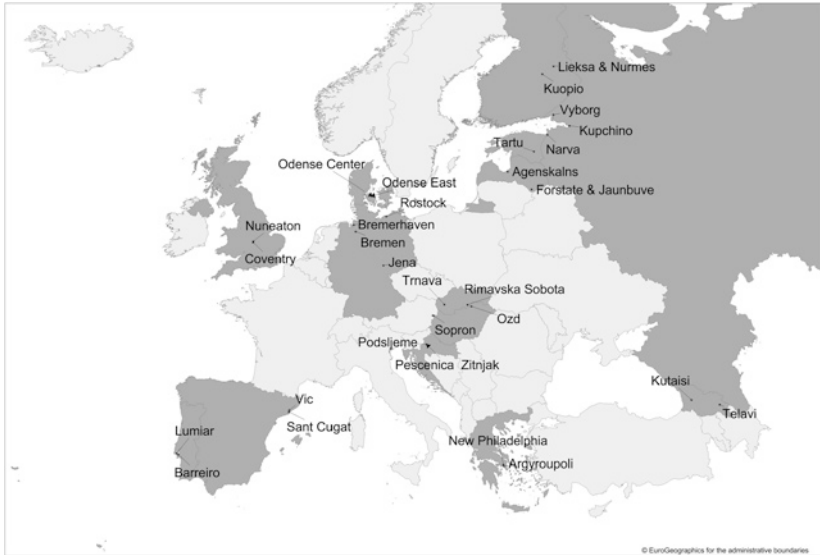 Lieksa & Nurmes
Kuopio
Vyborg
Kupchino
Tartu
Narva
Agenskalns
Forstate & Jaunbuve
Odense Center
Odense East
Rostock
Bremerhaven
Bremen
Nuneaton
Coventry
Jena
Trnava
Rimavska Sobota
Ozd
Sopron
Podsljeme
Pescenica Zitnjak
Kutaisi
Telavi
Vic
Sant Cugat
Lumiar
Barreiro
New Philadelphia
Argyroupoli
© EuroGeographics for the administrative boundaries